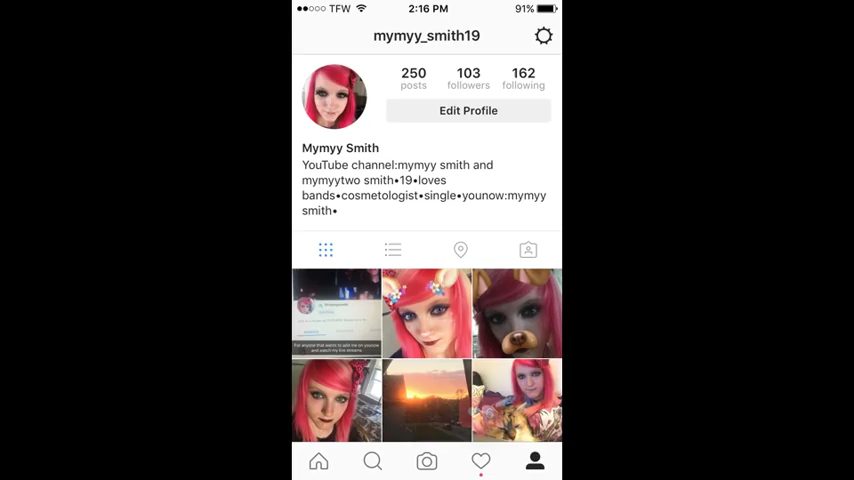 ●●○○○ TFW 2:16 PM 91%
mymyy_smith19
250 103 162
posts followers following
Edit Profile
Mymyy Smith
YouTube channel:mymyy smith and
mymyytwo smith•19•loves
bands•cosmetologist•single•younow:mymyy
smith•
For anyone that wants to add me on younow
and watch my live streams